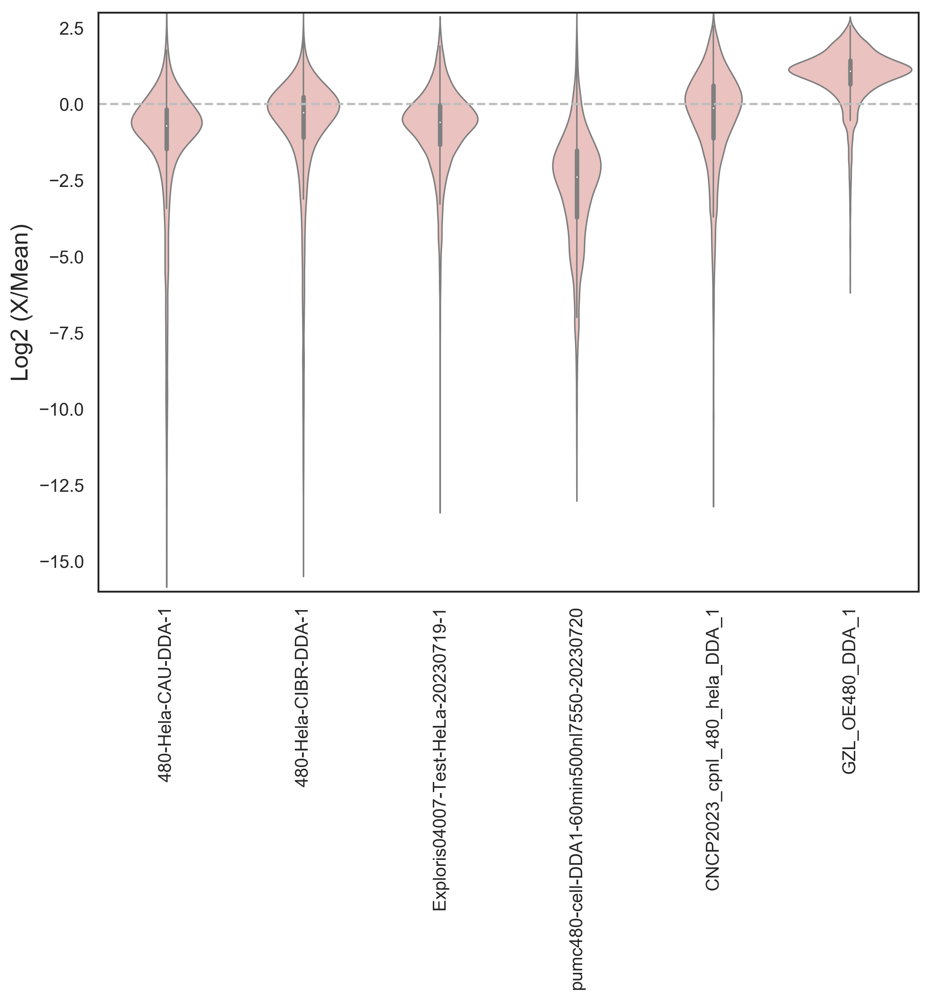 Log2 (X/Mean)
2.5
0.0
−2.5
−5.0
−7.5
−10.0
−12.5
−15.0
480-Hela-CAU-DDA-1
480-Hela-CIBR-DDA-1
Exploris04007-Test-HeLa-20230719-1
pumc480-cell-DDA1-60min500nl7550-20230720
CNCP2023_cpnl_480_hela_DDA_1
GZL_OE480_DDA_1